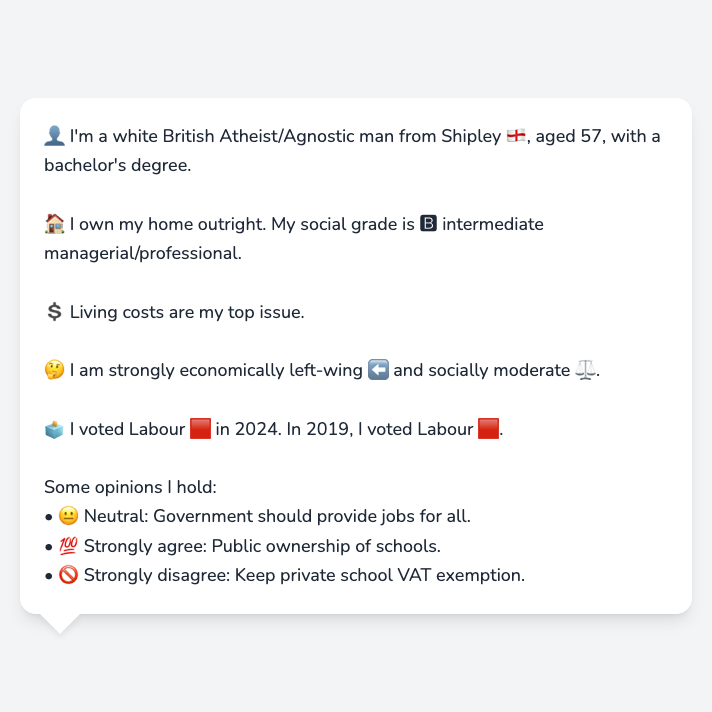 👤 I'm a white British Atheist/Agnostic man from Shipley 🏴󠁧󠁢󠁥󠁮󠁧󠁿, aged 57, with a
bachelor's degree.
🏠 I own my home outright. My social grade is 🅱 intermediate
managerial/professional.
💲 Living costs are my top issue.
🤔 I am strongly economically left-wing ⬅️ and socially moderate ⚖️.
🗳️ I voted Labour 🟥 in 2024. In 2019, I voted Labour 🟥.
Some opinions I hold:
• 😐 Neutral: Government should provide jobs for all.
• 💯 Strongly agree: Public ownership of schools.
• 🚫 Strongly disagree: Keep private school VAT exemption.